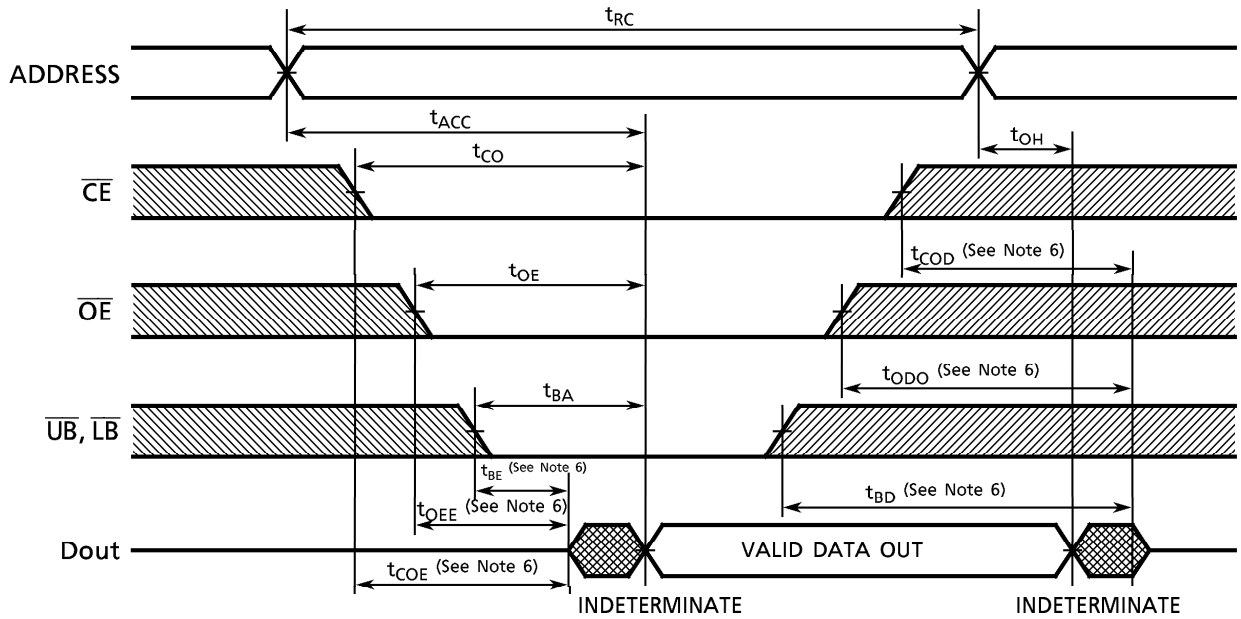 tRC
ADDRESS
tACC
tCO
tOH
CE
tCOD (See Note 6)
tOE
OE
tODO (See Note 6)
tBA
UB, LB
tBE (See Note 6)
tBD (See Note 6)
tOEE (See Note 6)
Dout
VALID DATA OUT
tCOE (See Note 6)
INDETERMINATE
INDETERMINATE